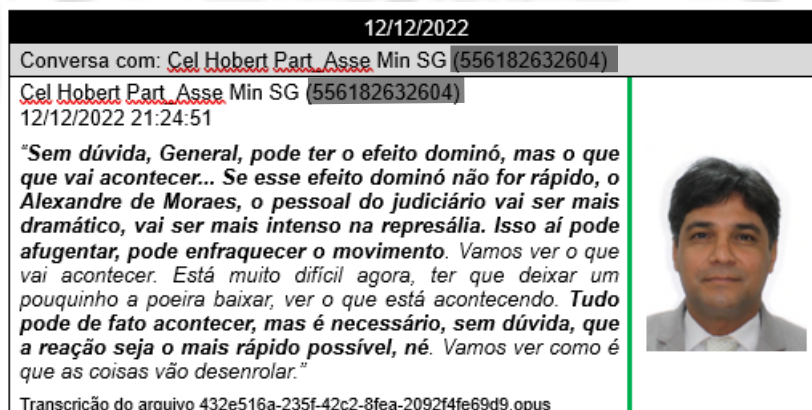 12/12/2022
Conversa com: Cel Hobert Part_Asse Min SG (556182632604)
Cel Hobert Part_Asse Min SG (556182632604)
12/12/2022 21:24:51
"Sem dúvida, General, pode ter o efeito dominó, mas o que
que vai acontecer... Se esse efeito dominó não for rápido, o
Alexandre de Moraes, o pessoal do judiciário vai ser mais
dramático, vai ser mais intenso na represália. Isso aí pode
afugentar, pode enfraquecer o movimento. Vamos ver o que
vai acontecer. Está muito difícil agora, ter que deixar um
pouquinho a poeira baixar, ver o que está acontecendo. Tudo
pode de fato acontecer, mas é necessário, sem dúvida, que
a reação seja o mais rápido possível, né. Vamos ver como é
que as coisas vão desenrolar."
Transcrição do arquivo 432e516a-235f-42c2-8fea-2092f4fe69d9.opus